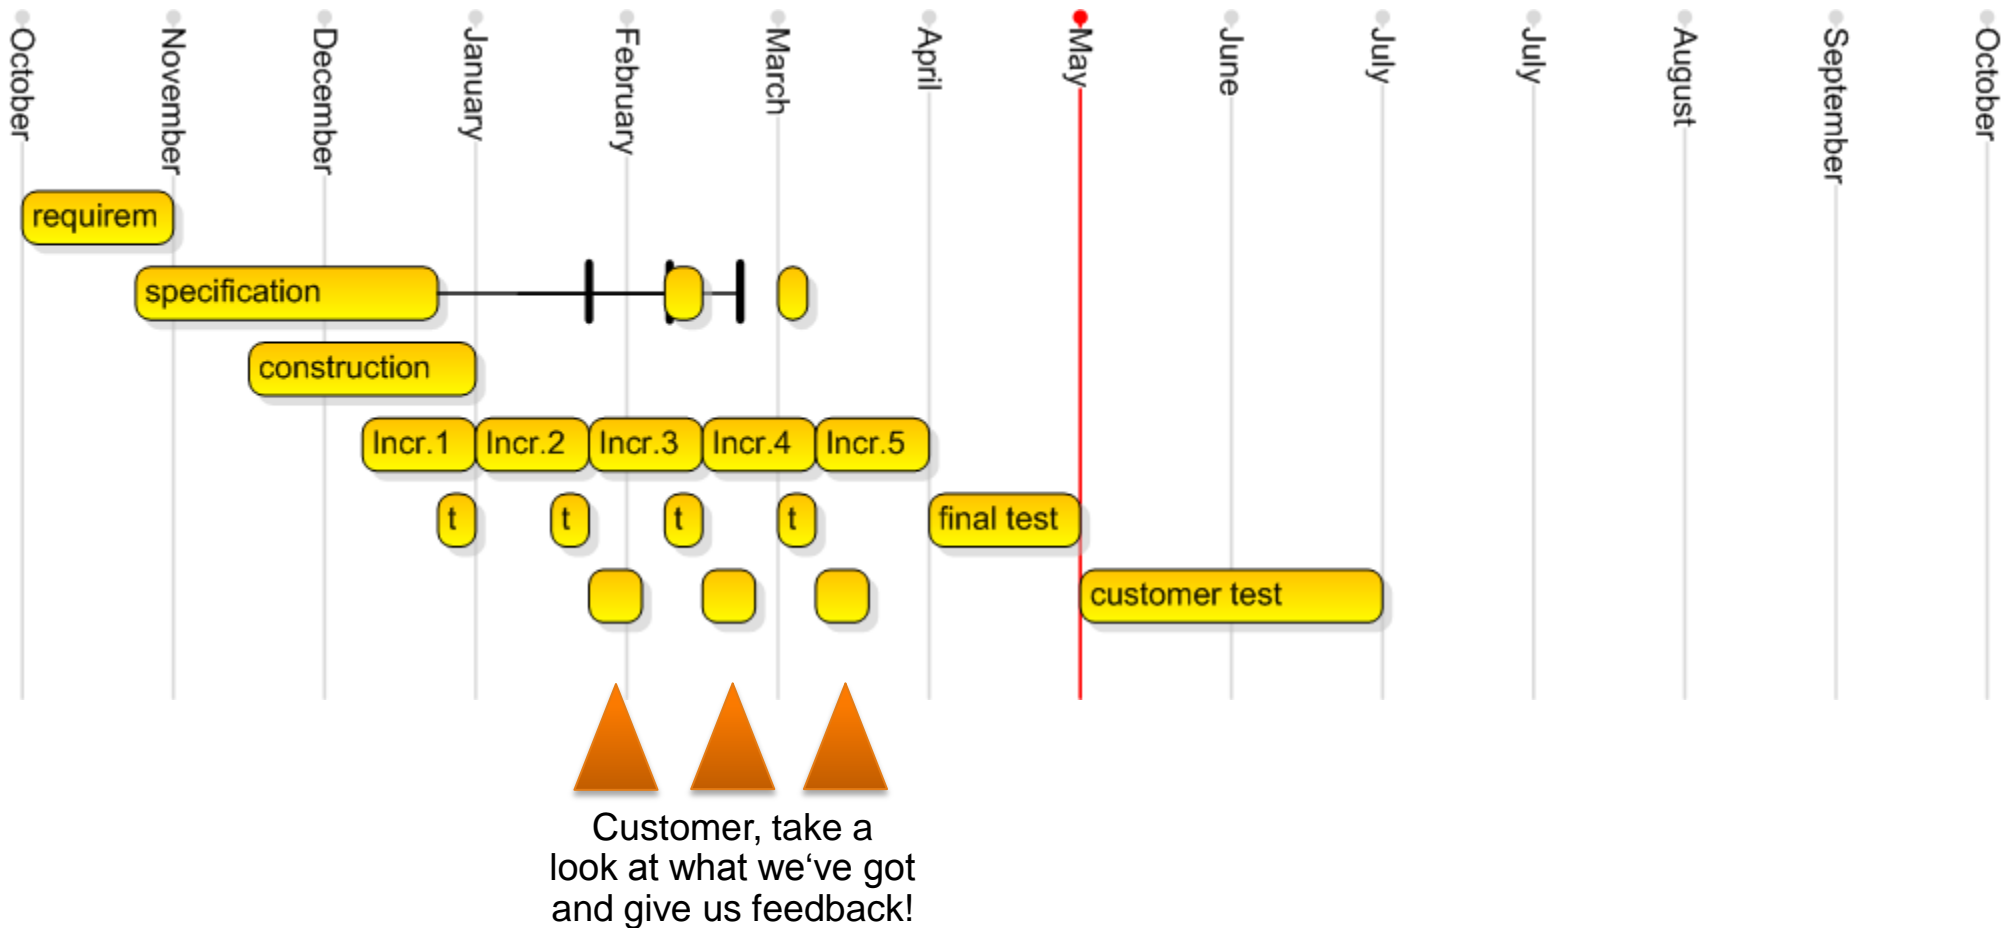 October
November
December
January
February
March
April
May
June
July
July
August
September
October
requirem
specification
construction
Incr.1
Incr.2
Incr.3
Incr.4
Incr.5
t
t
t
t
final test
customer test
Customer, take a
look at what we‘ve got
and give us feedback!